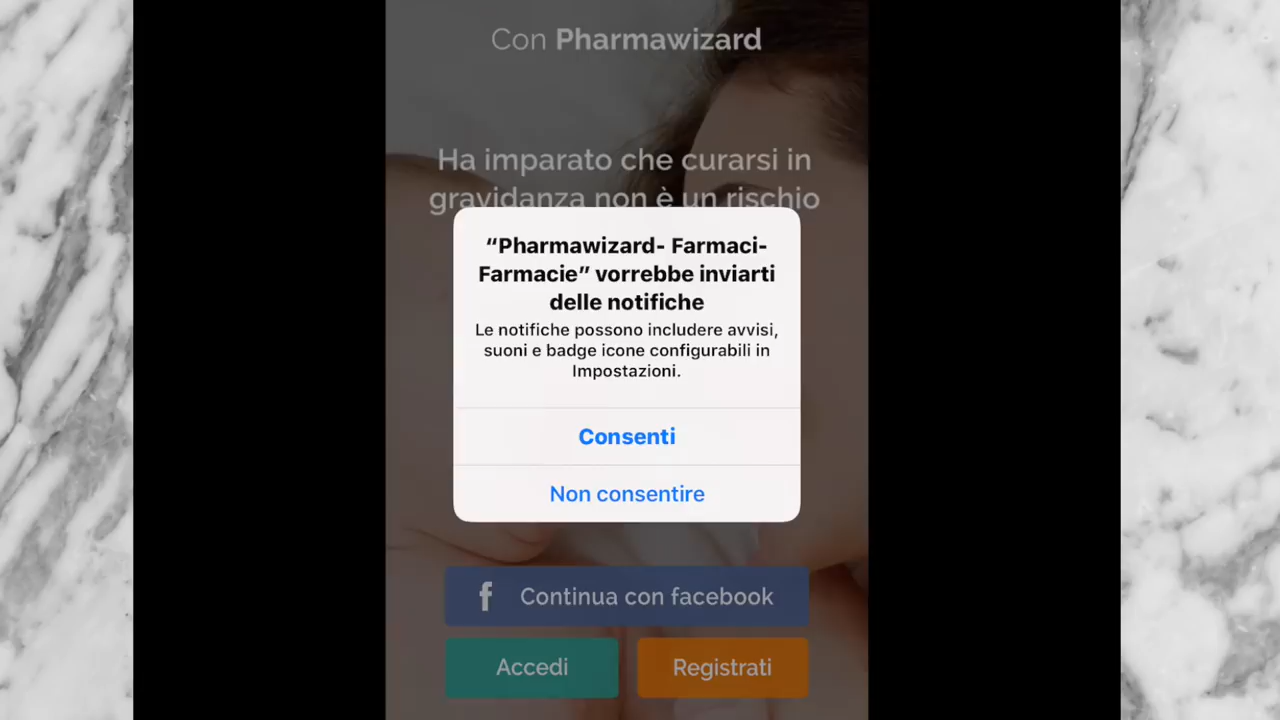 Con Pharmawizard
Ha imparato che curarsi in
gravidanza non è un rischio
“Pharmawizard- Farmaci-
Farmacie” vorrebbe inviarti
delle notifiche
Le notifiche possono includere avvisi,
suoni e badge icone configurabili in
Impostazioni.
Consenti
Non consentire
f Continua con facebook
Accedi
Registrati